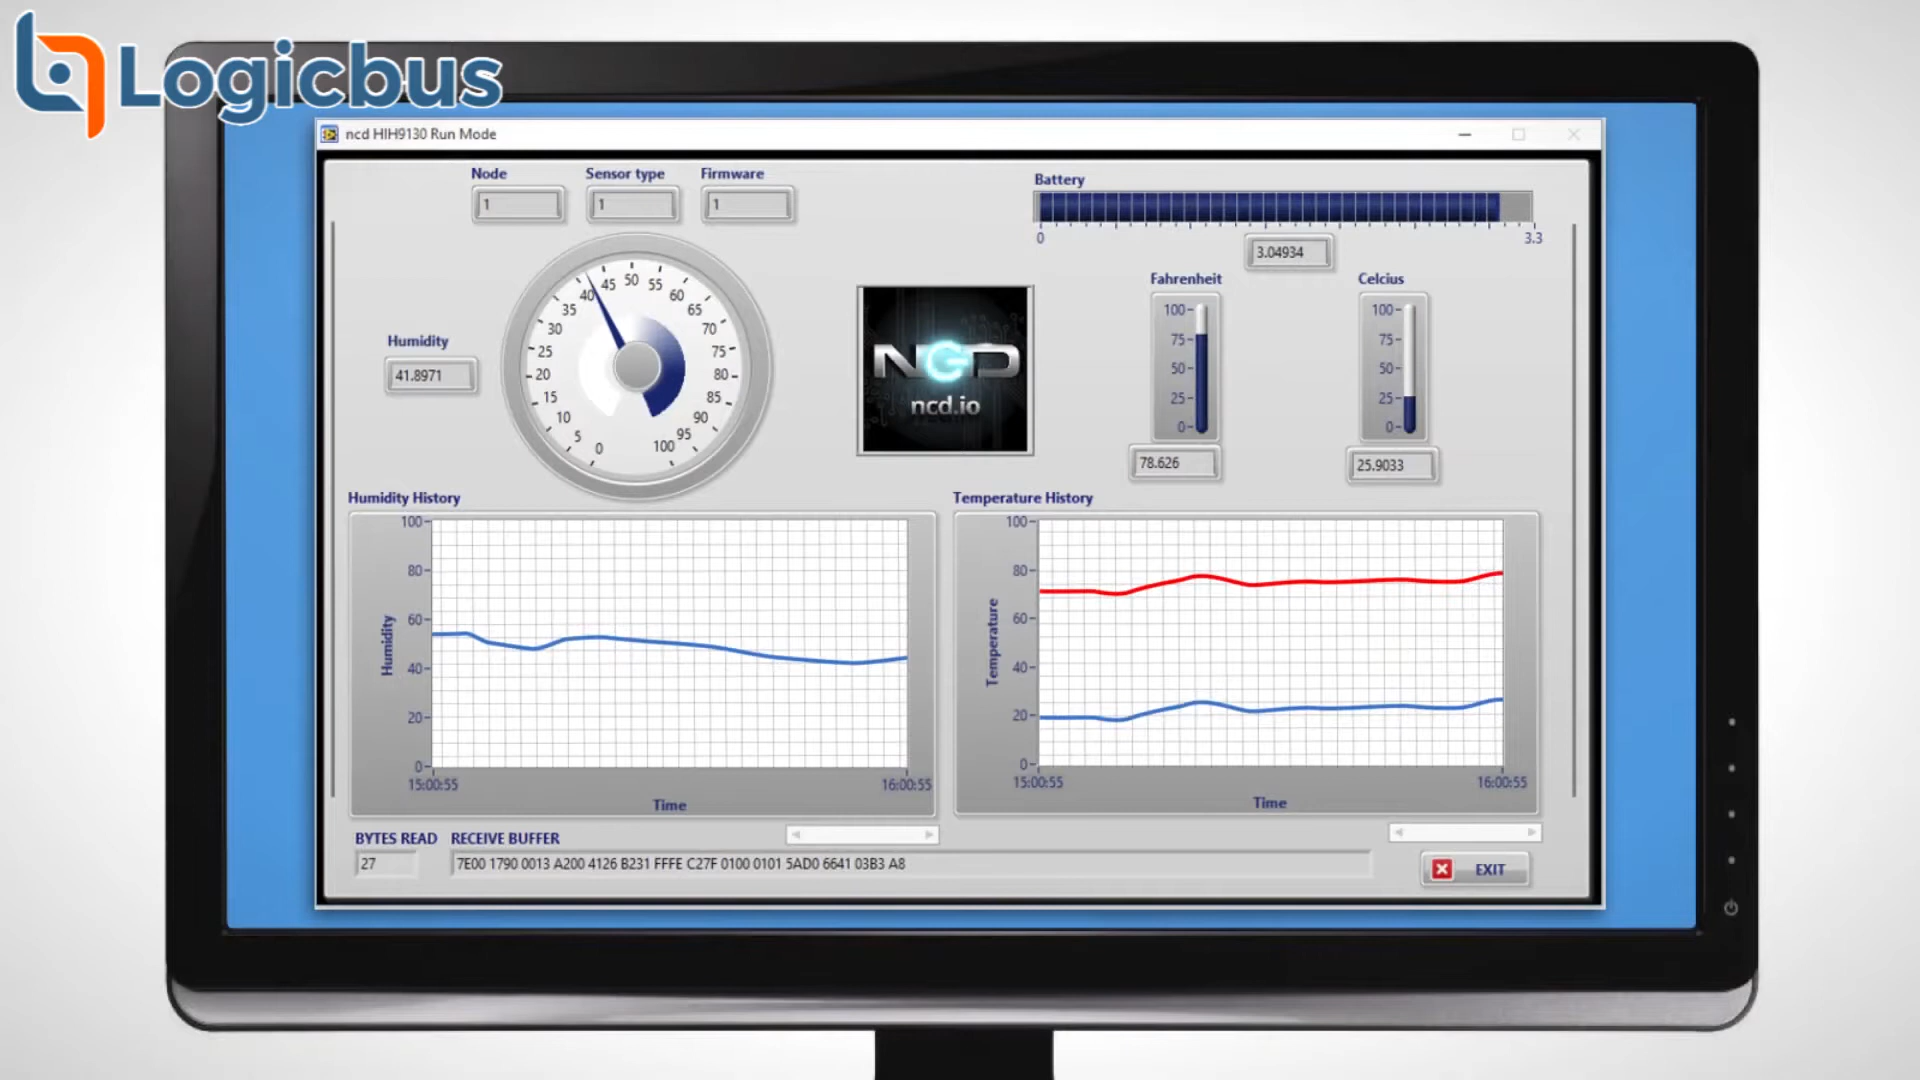 Logicbus
ncd HIH9130 Run Mode
Node
Sensor type
Firmware
1
1
1
Battery
0
3.3
3.04934
Humidity
41.8971
0
5
10
15
20
25
30
35
40
45
50
55
60
65
70
75
80
85
90
95
100
NCD
ncd.io
Fahrenheit
100
75
50
25
0
78.626
Celcius
100
75
50
25
0
25.9033
Humidity History
100
80
60
40
20
0
Humidity
15:00:55
16:00:55
Time
Temperature History
100
80
60
40
20
0
Temperature
15:00:55
16:00:55
Time
BYTES READ
27
RECEIVE BUFFER
7E00 1790 0013 A200 4126 B231 FFFE C27F 0100 0101 5AD0 6641 03B3 A8
EXIT